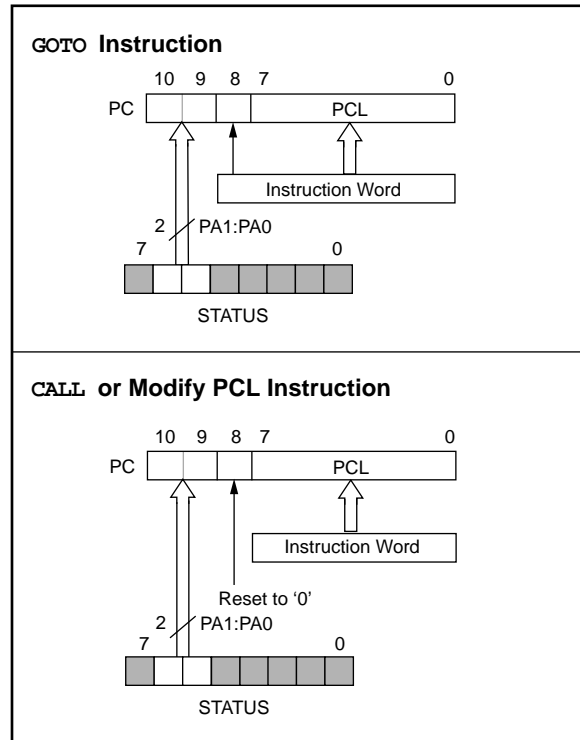 GOTO Instruction
10 9 8 7 0
PC PCL
Instruction Word
2 PA1:PA0
7 0
STATUS
CALL or Modify PCL Instruction
10 9 8 7 0
PC PCL
Instruction Word
Reset to ‘0’
2 PA1:PA0
7 0
STATUS